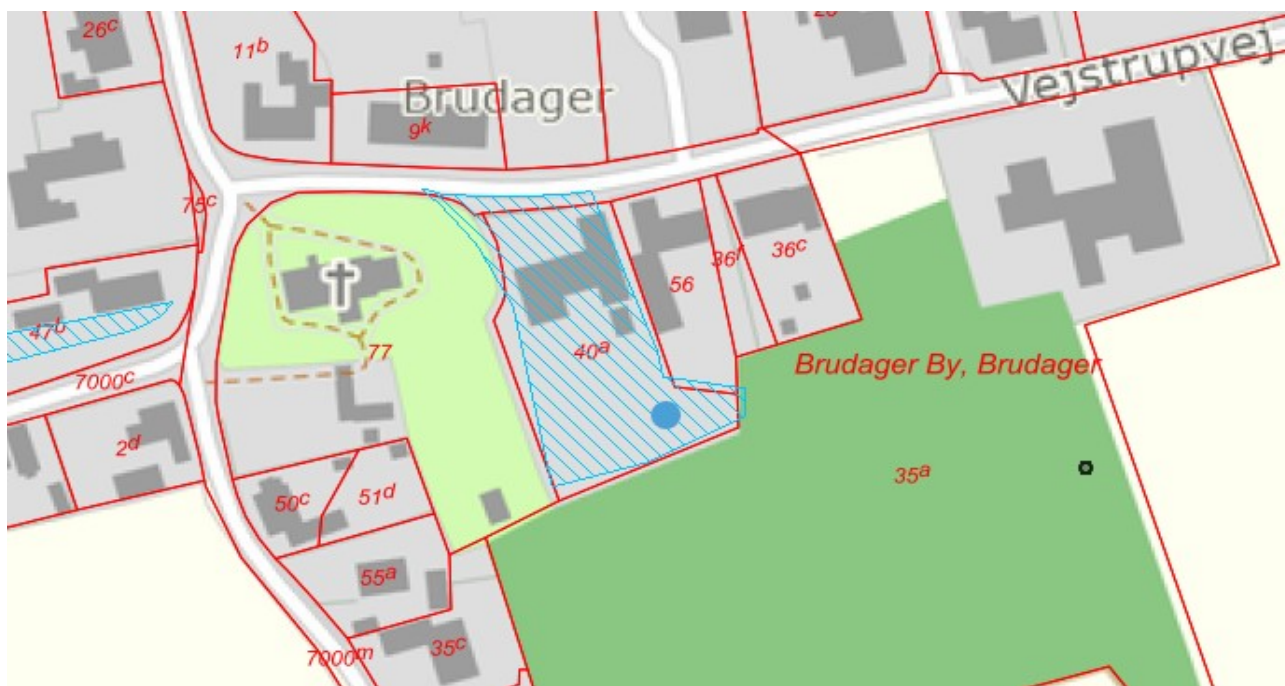 26c
11b
Brudager
9k
Vejstrupvej
75c
36f
36c
56
47b
40a
77
Brudager By, Brudager
7000c
2d
35a
50c
51d
55a
35c
7000m